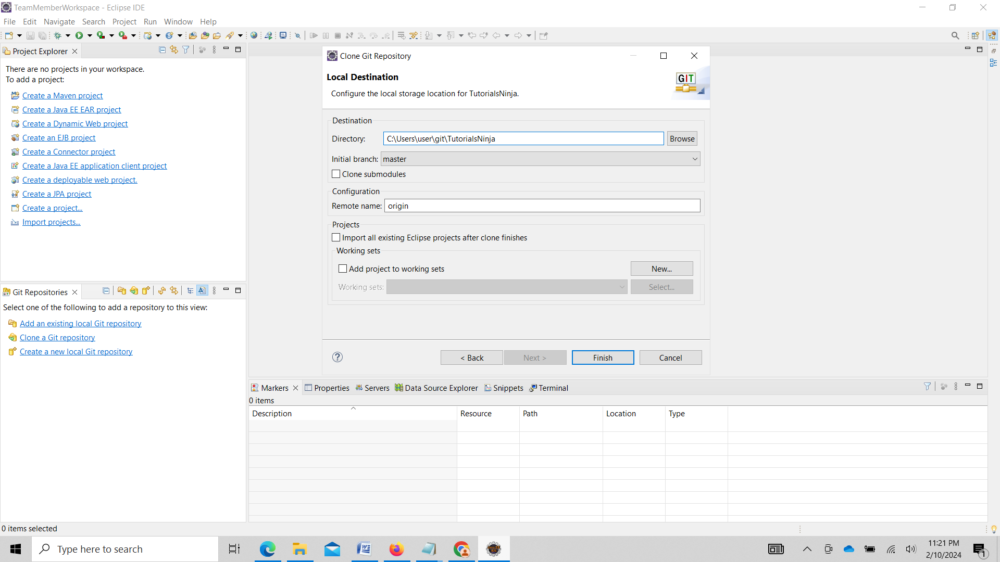 TeamMemberWorkspace - Eclipse IDE
File Edit Navigate Search Project Run Window Help
Project Explorer
There are no projects in your workspace.
To add a project:
Create a Maven project
Create a Java EE EAR project
Create a Dynamic Web project
Create an EJB project
Create a Connector project
Create a Java EE application client project
Create a deployable web project.
Create a JPA project
Create a project...
Import projects...
Git Repositories
Select one of the following to add a repository to this view:
Add an existing local Git repository
Clone a Git repository
Create a new local Git repository
Clone Git Repository
Local Destination
Configure the local storage location for TutorialsNinja.
GIT
Destination
Directory: C:\Users\user\git\TutorialsNinja Browse
Initial branch: master
Clone submodules
Configuration
Remote name: origin
Projects
Import all existing Eclipse projects after clone finishes
Working sets
Add project to working sets New...
Working sets: Select...
< Back Next > Finish Cancel
Markers Properties Servers Data Source Explorer Snippets Terminal
0 items
Description Resource Path Location Type
0 items selected
Type here to search
11:21 PM
2/10/2024
1